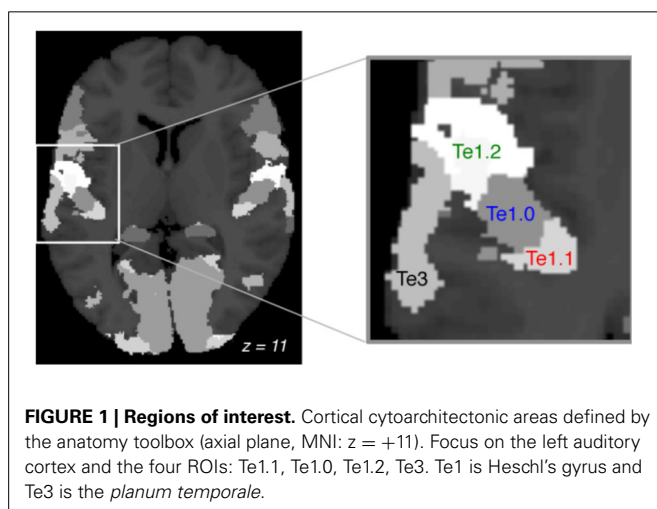 Te1.2
Te1.0
Te1.1
Te3
z = 11
FIGURE 1 | Regions of interest. Cortical cytoarchitectonic areas defined by
the anatomy toolbox (axial plane, MNI: z = +11). Focus on the left auditory
cortex and the four ROIs: Te1.1, Te1.0, Te1.2, Te3. Te1 is Heschl’s gyrus and
Te3 is the planum temporale.